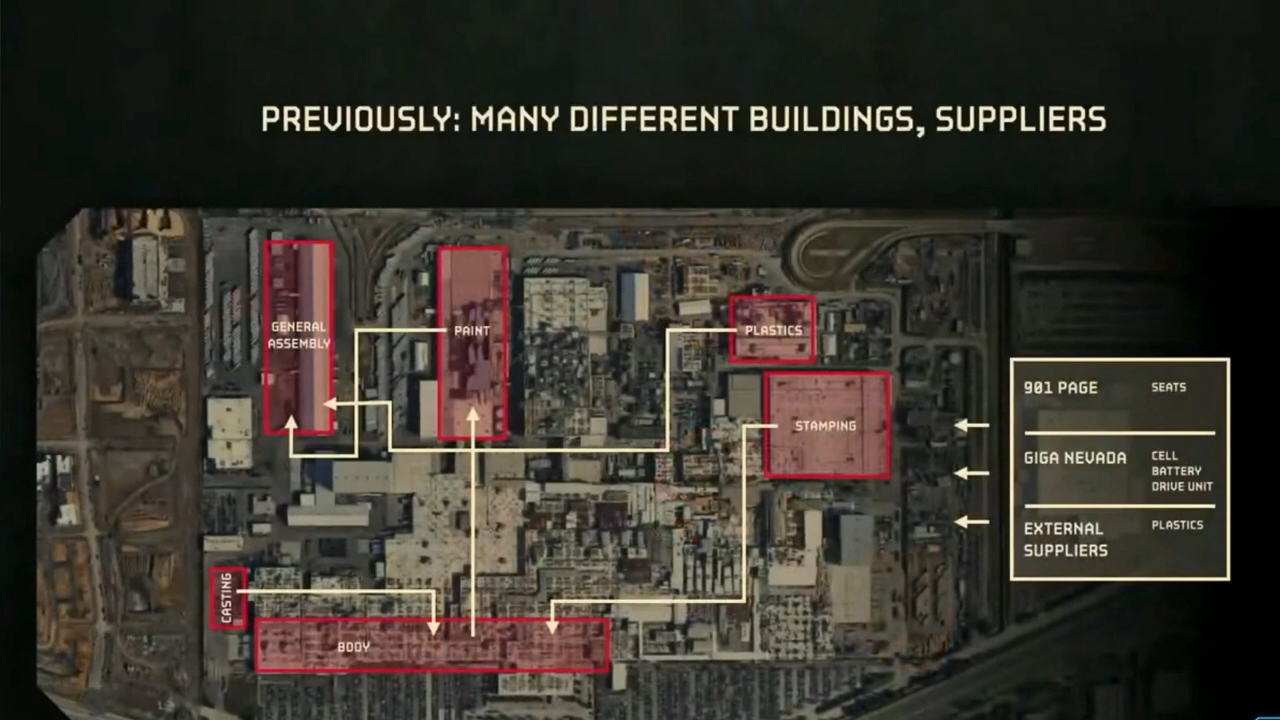 PREVIOUSLY: MANY DIFFERENT BUILDINGS, SUPPLIERS
GENERAL
ASSEMBLY
PAINT
PLASTICS
STAMPING
CASTING
BODY
901 PAGE SEATS
GIGA NEVADA CELL
BATTERY
DRIVE UNIT
EXTERNAL PLASTICS
SUPPLIERS